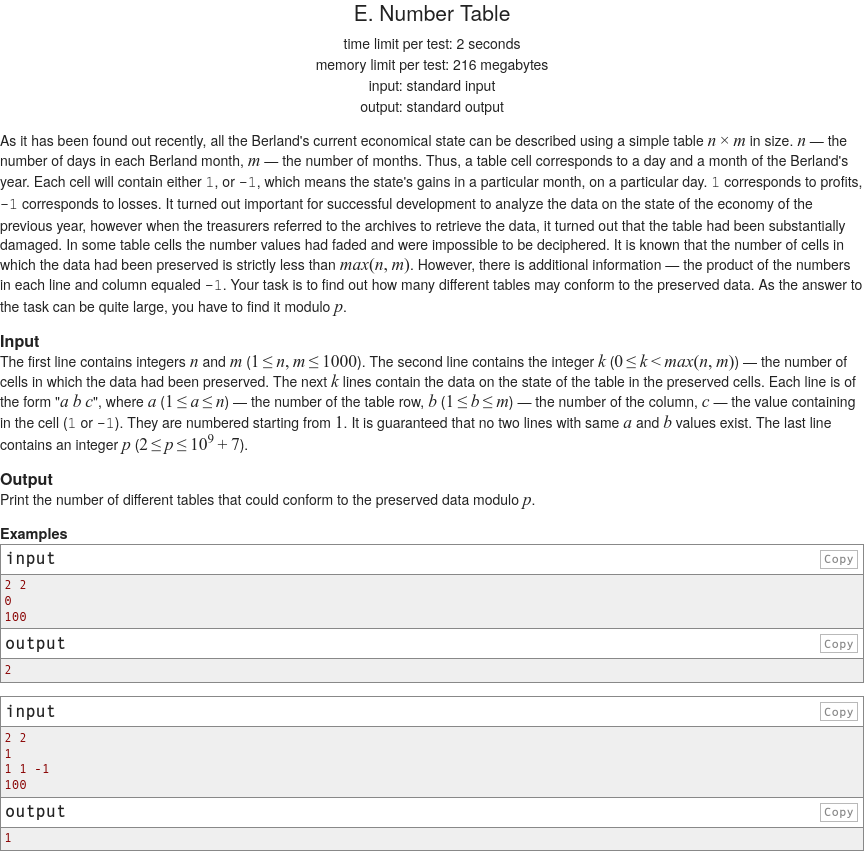 E. Number Table
time limit per test: 2 seconds
memory limit per test: 216 megabytes
input: standard input
output: standard output
As it has been found out recently, all the Berland's current economical state can be described using a simple table n × m in size. n — the
number of days in each Berland month, m — the number of months. Thus, a table cell corresponds to a day and a month of the Berland's
year. Each cell will contain either 1, or -1, which means the state's gains in a particular month, on a particular day. 1 corresponds to profits,
-1 corresponds to losses. It turned out important for successful development to analyze the data on the state of the economy of the
previous year, however when the treasurers referred to the archives to retrieve the data, it turned out that the table had been substantially
damaged. In some table cells the number values had faded and were impossible to be deciphered. It is known that the number of cells in
which the data had been preserved is strictly less than max(n, m). However, there is additional information — the product of the numbers
in each line and column equaled -1. Your task is to find out how many different tables may conform to the preserved data. As the answer to
the task can be quite large, you have to find it modulo p.
Input
The first line contains integers n and m (1 ≤ n, m ≤ 1000). The second line contains the integer k (0 ≤ k < max(n, m)) — the number of
cells in which the data had been preserved. The next k lines contain the data on the state of the table in the preserved cells. Each line is of
the form "a b c", where a (1 ≤ a ≤ n) — the number of the table row, b (1 ≤ b ≤ m) — the number of the column, c — the value containing
in the cell (1 or -1). They are numbered starting from 1. It is guaranteed that no two lines with same a and b values exist. The last line
contains an integer p (2 ≤ p ≤ 10⁹ + 7).
Output
Print the number of different tables that could conform to the preserved data modulo p.
Examples
input Copy
2 2
0
100
output Copy
2
input Copy
2 2
1
1 1 -1
100
output Copy
1